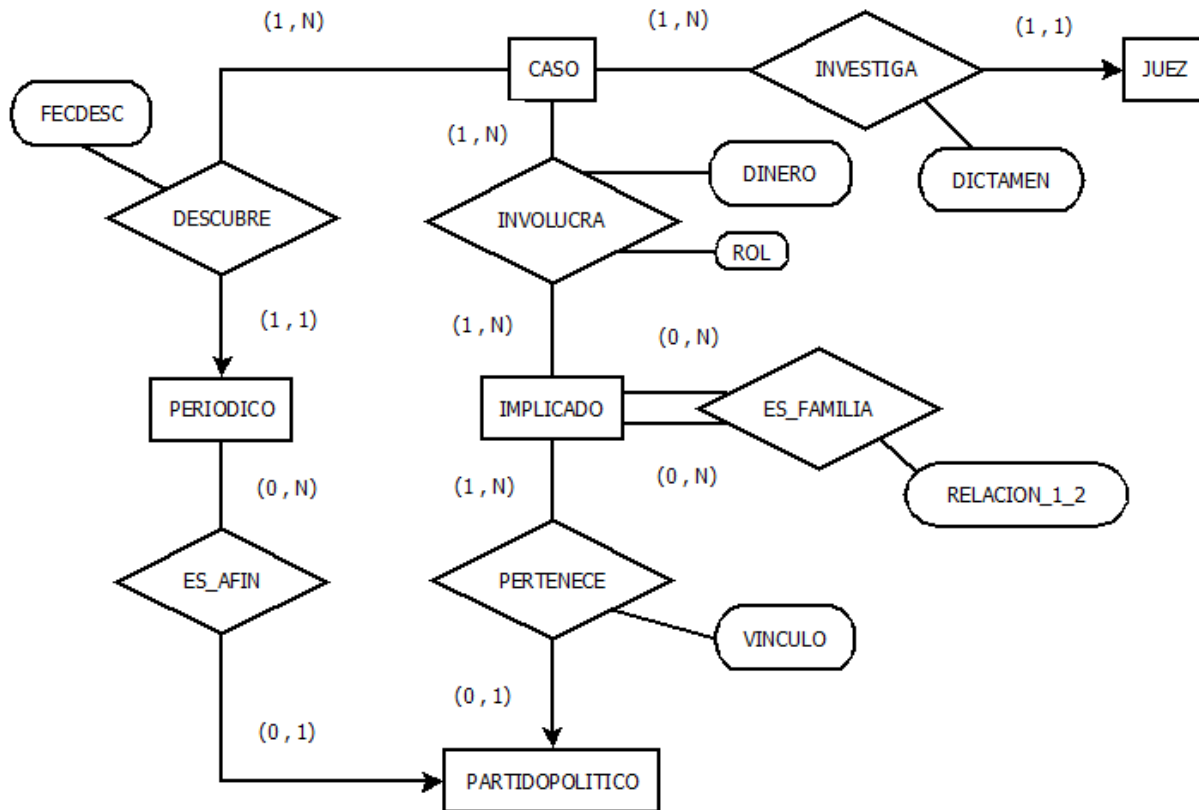 (1 , N)
(1 , N)
(1 , 1)
CASO
INVESTIGA
JUEZ
FECDESC
(1 , N)
DINERO
DICTAMEN
DESCUBRE
INVOLUCRA
ROL
(1 , 1)
(1 , N)
(0 , N)
PERIODICO
IMPLICADO
ES_FAMILIA
(0 , N)
(1 , N)
(0 , N)
RELACION_1_2
ES_AFIN
PERTENECE
VINCULO
(0 , 1)
(0 , 1)
PARTIDOPOLITICO